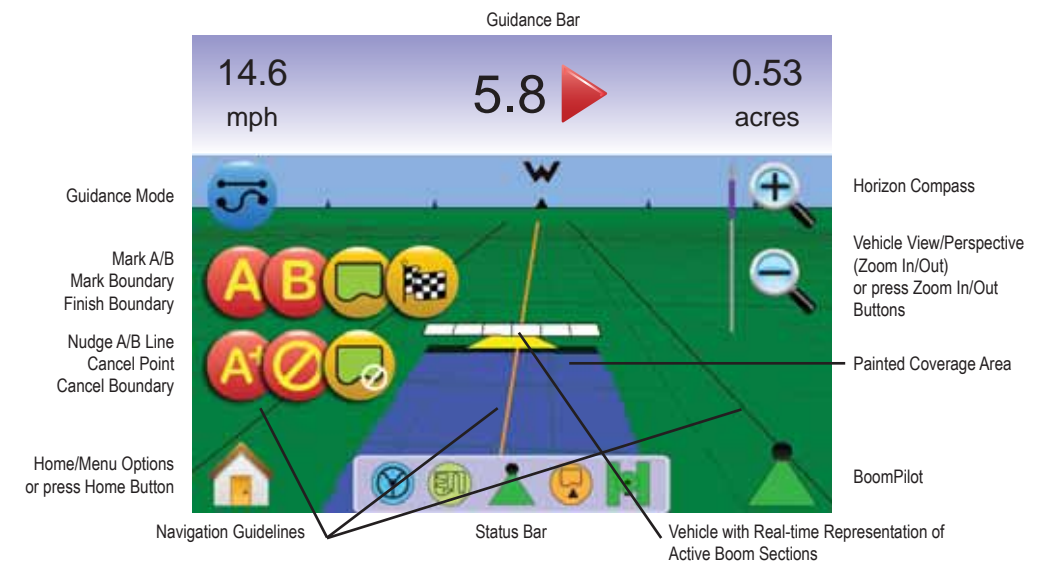 Guidance Bar
14.6
mph
5.8
0.53
acres
W
Guidance Mode
Horizon Compass
Mark A/B
Mark Boundary
Finish Boundary
A B
Vehicle View/Perspective
(Zoom In/Out)
or press Zoom In/Out
Buttons
Nudge A/B Line
Cancel Point
Cancel Boundary
A+
Painted Coverage Area
Home/Menu Options
or press Home Button
BoomPilot
Navigation Guidelines
Status Bar
Vehicle with Real-time Representation of
Active Boom Sections